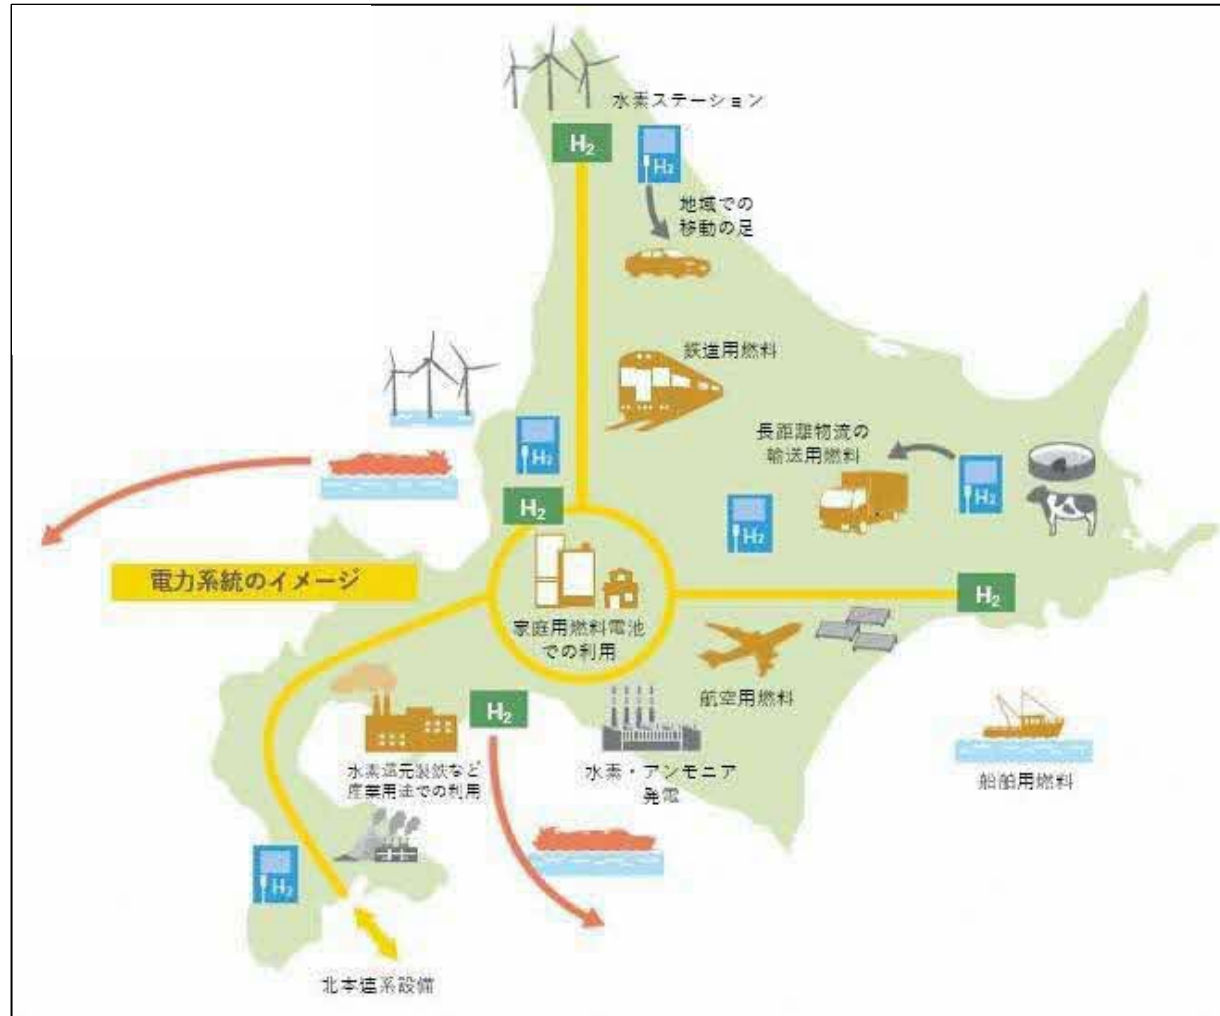 水素ステーション
H₂
H₂
地域での
移動の足
鉄道用燃料
長距離物流の
輸送用燃料
H₂
H₂
H₂
H₂
電力系統のイメージ
H₂
家庭用燃料電池
での利用
航空用燃料
H₂
水素還元製鉄など
産業用途での利用
水素・アンモニア
発電
船舶用燃料
H₂
北本連系設備